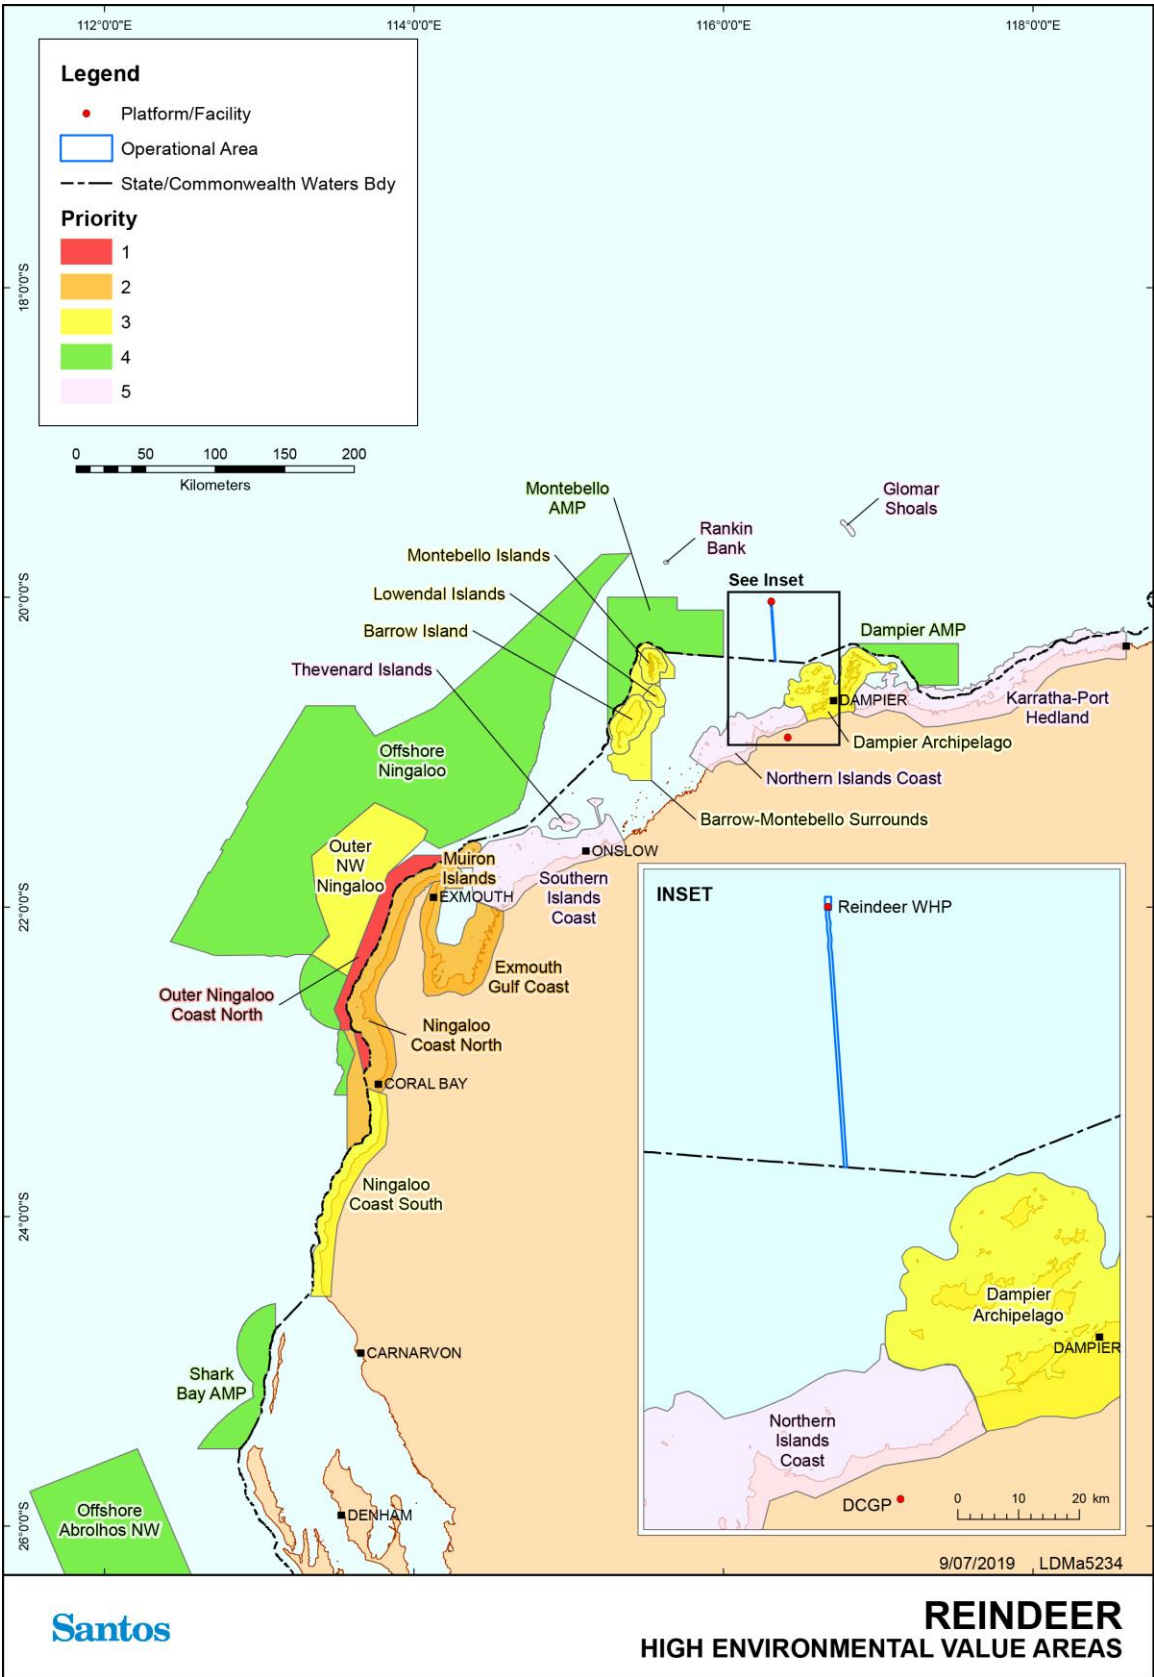 112°0'0"E
114°0'0"E
116°0'0"E
118°0'0"E
18°0'0"S
20°0'0"S
22°0'0"S
24°0'0"S
26°0'0"S
Legend
Platform/Facility
Operational Area
State/Commonwealth Waters Bdy
Priority
1
2
3
4
5
0 50 100 150 200
Kilometers
Montebello
AMP
Glomar
Shoals
Rankin
Bank
Montebello Islands
See Inset
Lowendal Islands
Barrow Island
Dampier AMP
Thevenard Islands
DAMPIER
Karratha-Port
Hedland
Dampier Archipelago
Offshore
Ningaloo
Northern Islands Coast
Barrow-Montebello Surrounds
Outer
NW
Ningaloo
Muiron
Islands
ONSLOW
EXMOUTH
Southern
Islands
Coast
Exmouth
Gulf Coast
Outer Ningaloo
Coast North
Ningaloo
Coast North
CORAL BAY
Ningaloo
Coast South
CARNARVON
Shark
Bay AMP
DENHAM
Offshore
Abrolhos NW
INSET
Reindeer WHP
Dampier
Archipelago
DAMPIER
Northern
Islands
Coast
DCGP
0 10 20 km
9/07/2019 LDMa5234
Santos
REINDEER
HIGH ENVIRONMENTAL VALUE AREAS